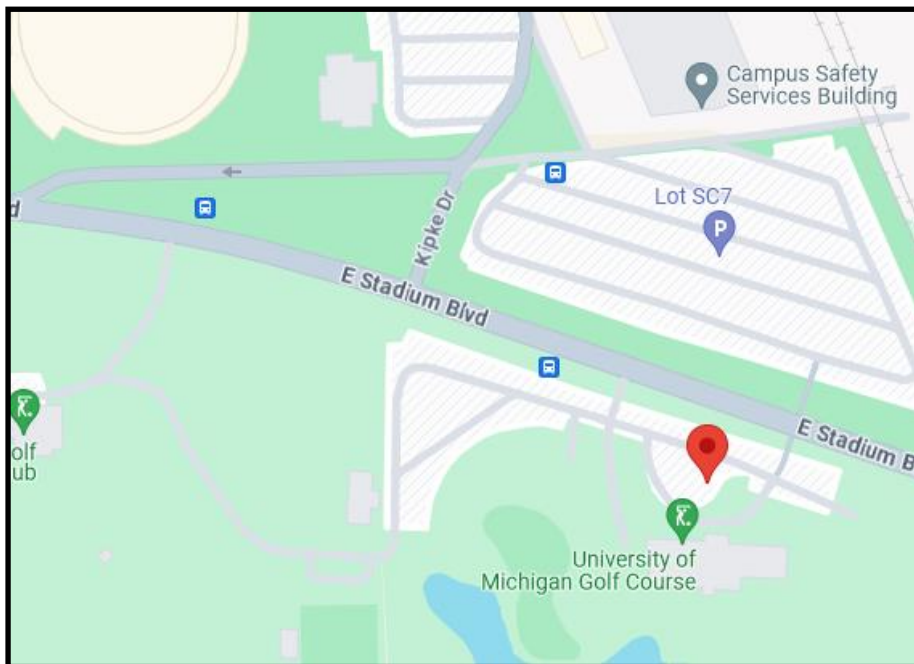 Campus Safety
Services Building
Lot SC7
P
d
Kipke Dr
E Stadium Blvd
E Stadium B
olf
ub
University of
Michigan Golf Course